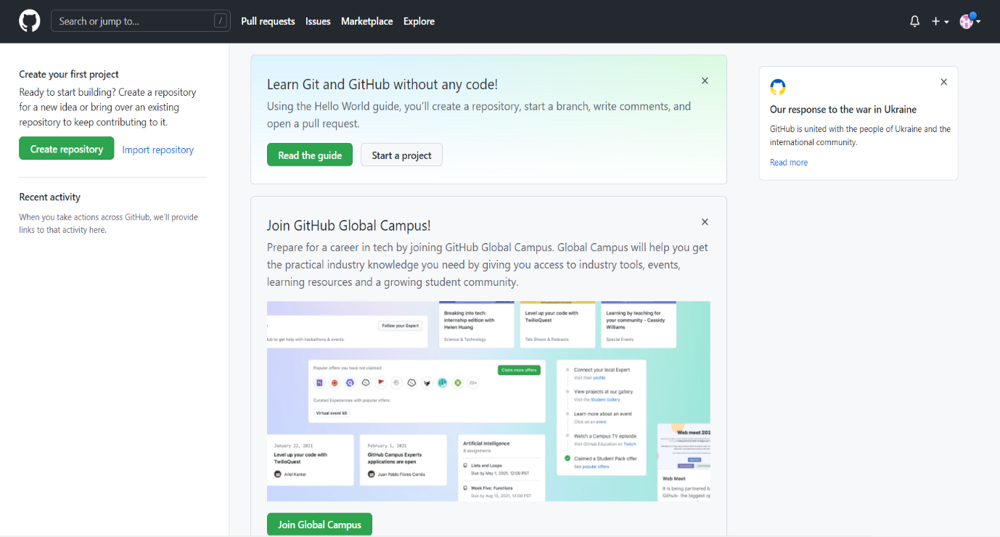 Search or jump to... /
Pull requests
Issues
Marketplace
Explore
Create your first project
Ready to start building? Create a repository
for a new idea or bring over an existing
repository to keep contributing to it.
Create repository
Import repository
Recent activity
When you take actions across GitHub, we'll provide
links to that activity here.
Learn Git and GitHub without any code!
Using the Hello World guide, you'll create a repository, start a branch, write comments, and
open a pull request.
Read the guide
Start a project
Join GitHub Global Campus!
Prepare for a career in tech by joining GitHub Global Campus. Global Campus will help you get
the practical industry knowledge you need by giving you access to industry tools, events,
learning resources and a growing student community.
Follow your Expert
to get help with hackathons & events.
Breaking into tech:
internship edition with
Helen Huang
Science & Technology
Level up your code with
TwilioQuest
Talk Shows & Podcasts
Learning by teaching for
your community - Cassidy
Williams
Special Events
Popular offers you have not claimed:
Claim more offers
20+
Curated Experiences with popular offers:
Virtual event kit
Connect your local Expert
Visit their profile
View projects at our gallery
Visit the Student Gallery
Learn more about an event
Click on an event
Watch a Campus TV episode
Visit GitHub Education on Twitch
Claimed a Student Pack offer
See popular offers
January 22, 2021
Level up your code with
TwilioQuest
Ariel Kantor
February 1, 2021
GitHub Campus Experts
applications are open
Juan Pablo Flores Cortés
Artificial Intelligence
6 assignments
Lists and Loops
Due by May 1, 2021, 12:00 PST
Week Five: Functions
Due by Aug 15, 2021, 14:00 PST
Web meet 202
Web Meet
It is being partnered b
Github- the biggest o
Join Global Campus
Our response to the war in Ukraine
GitHub is united with the people of Ukraine and the
international community.
Read more